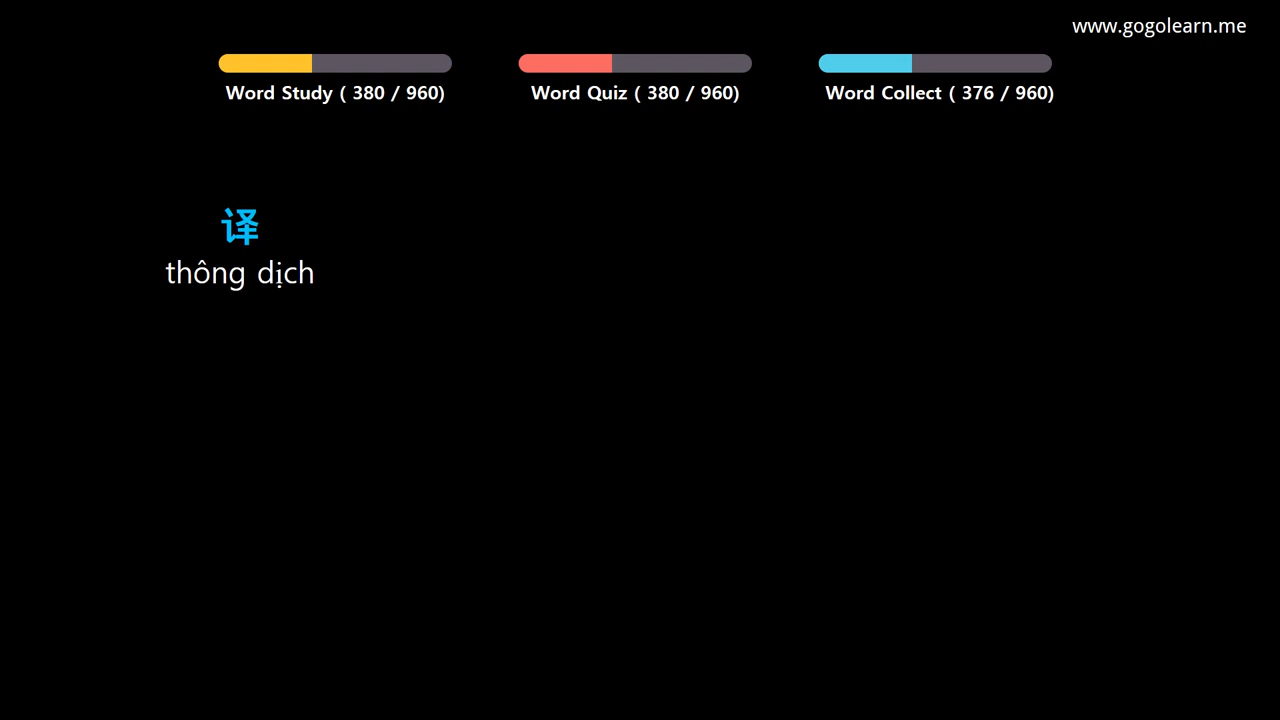 www.gogolearn.me
Word Study ( 380 / 960)
Word Quiz ( 380 / 960)
Word Collect ( 376 / 960)
译
thông dịch